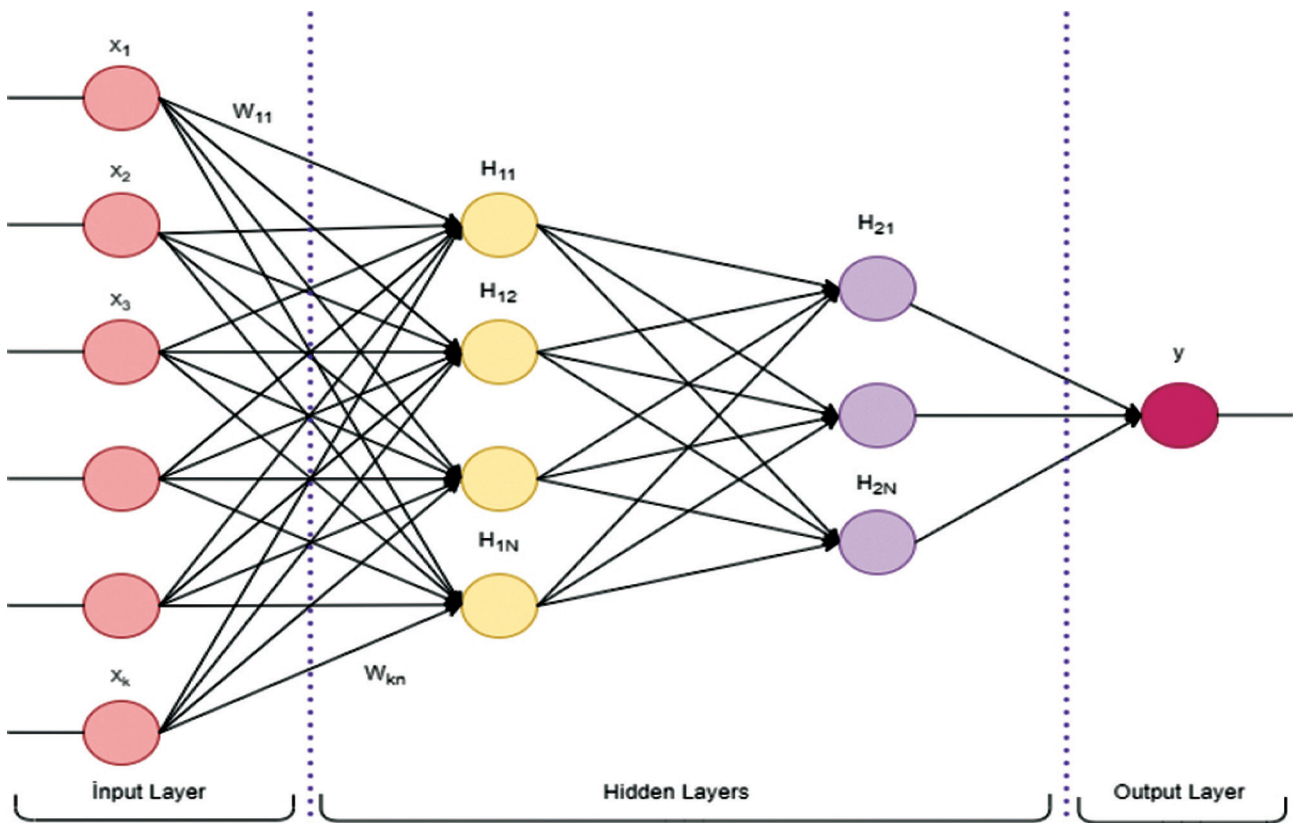 x₁
W₁₁
x₂
H₁₁
H₂₁
x₃
H₁₂
y
H₂N
H₁N
xₖ
Wₖₙ
İnput Layer
Hidden Layers
Output Layer